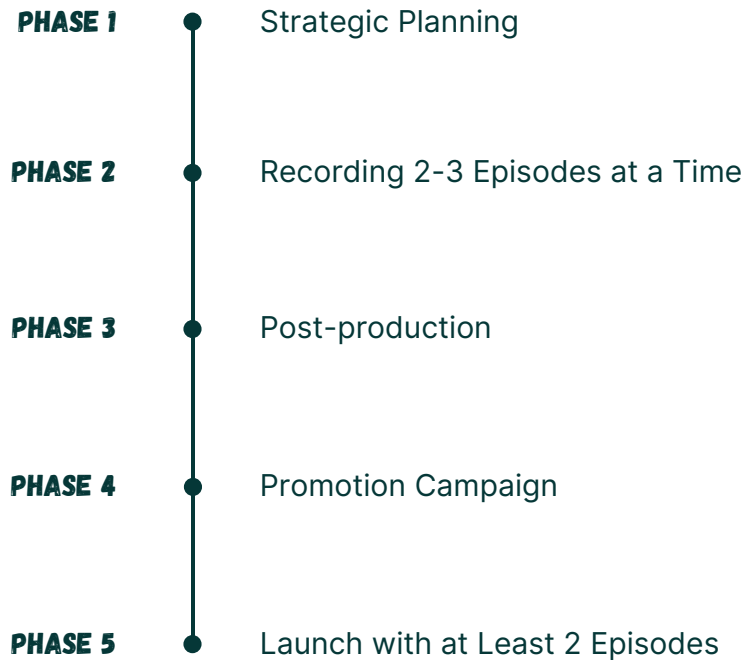 PHASE 1 Strategic Planning
PHASE 2 Recording 2-3 Episodes at a Time
PHASE 3 Post-production
PHASE 4 Promotion Campaign
PHASE 5 Launch with at Least 2 Episodes